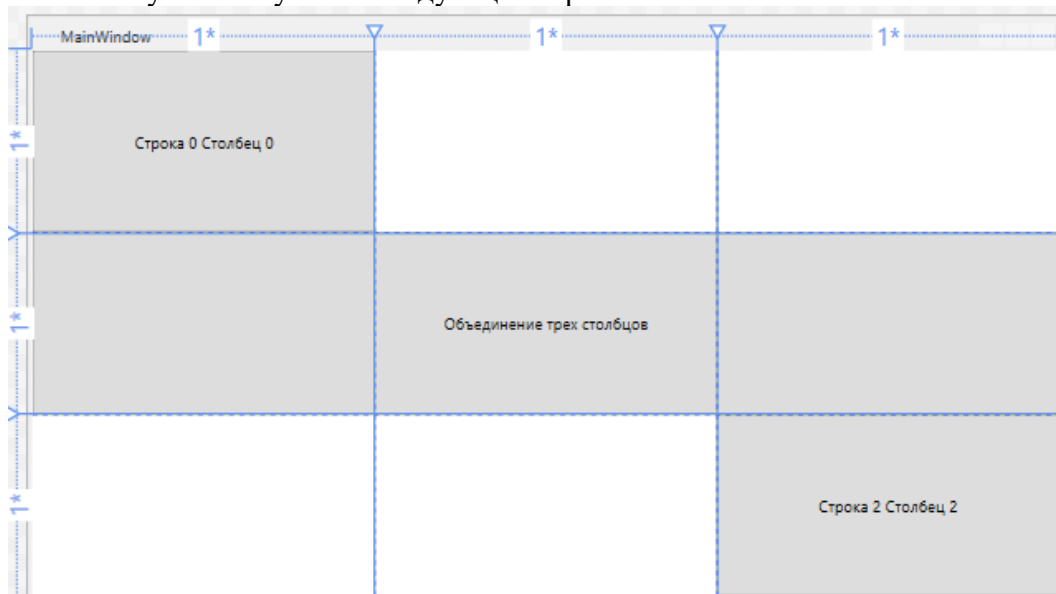 MainWindow 1* 1* 1*
1*
Строка 0 Столбец 0
1*
Объединение трех столбцов
1*
Строка 2 Столбец 2